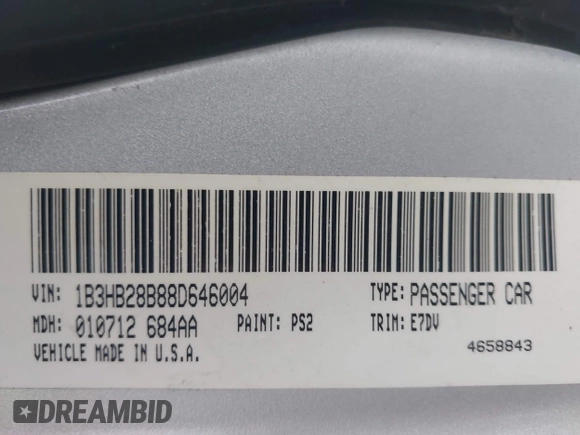 VIN: 1B3HB28B88D646004 TYPE: PASSENGER CAR
MDH: 010712 684AA PAINT: PS2 TRIM: E7DV
VEHICLE MADE IN U.S.A. 4658843
DREAMBID